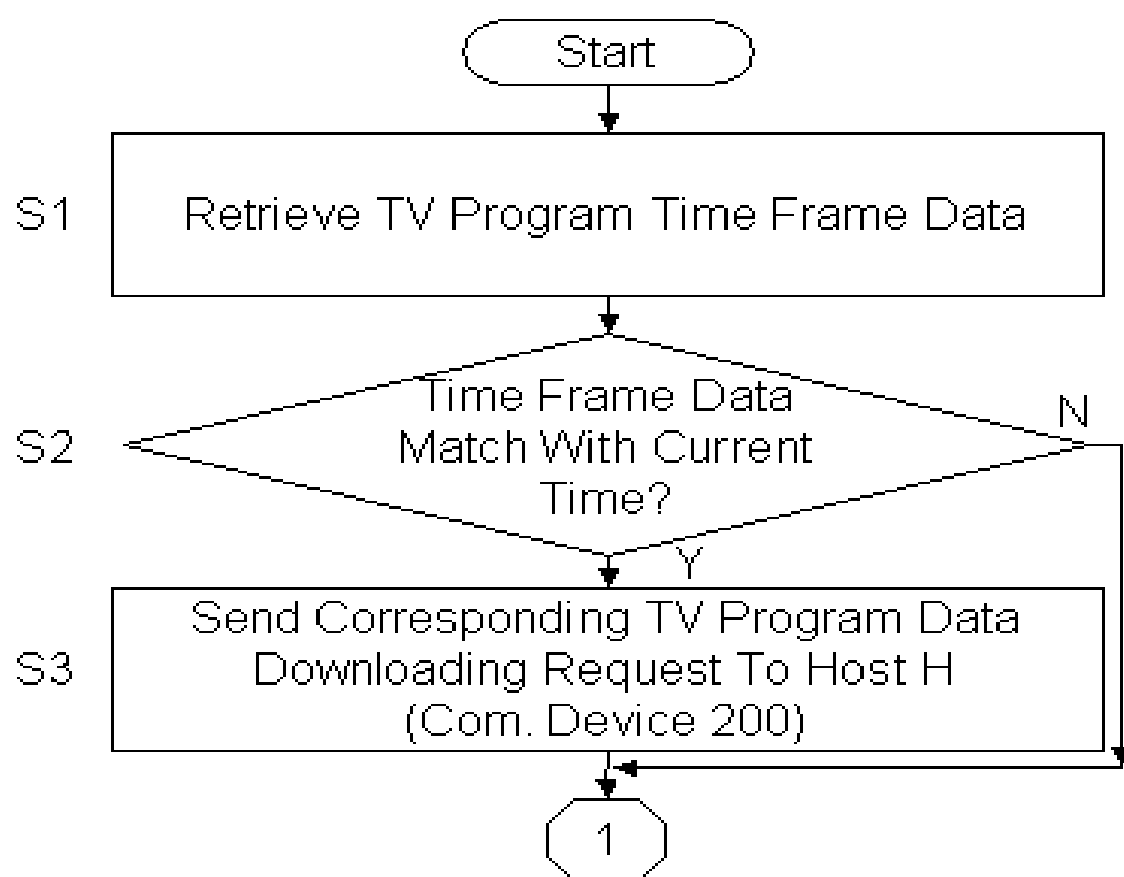 Start
S1
Retrieve TV Program Time Frame Data
S2
Time Frame Data
Match With Current
Time?
N
Y
S3
Send Corresponding TV Program Data
Downloading Request To Host H
(Com. Device 200)
1